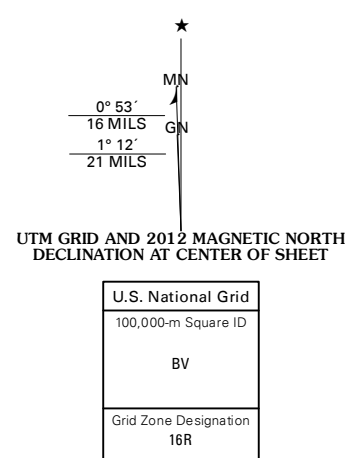 ★
MN
0° 53´
16 MILS
GN
1° 12´
21 MILS
UTM GRID AND 2012 MAGNETIC NORTH
DECLINATION AT CENTER OF SHEET
U.S. National Grid
100,000-m Square ID
BV
Grid Zone Designation
16R